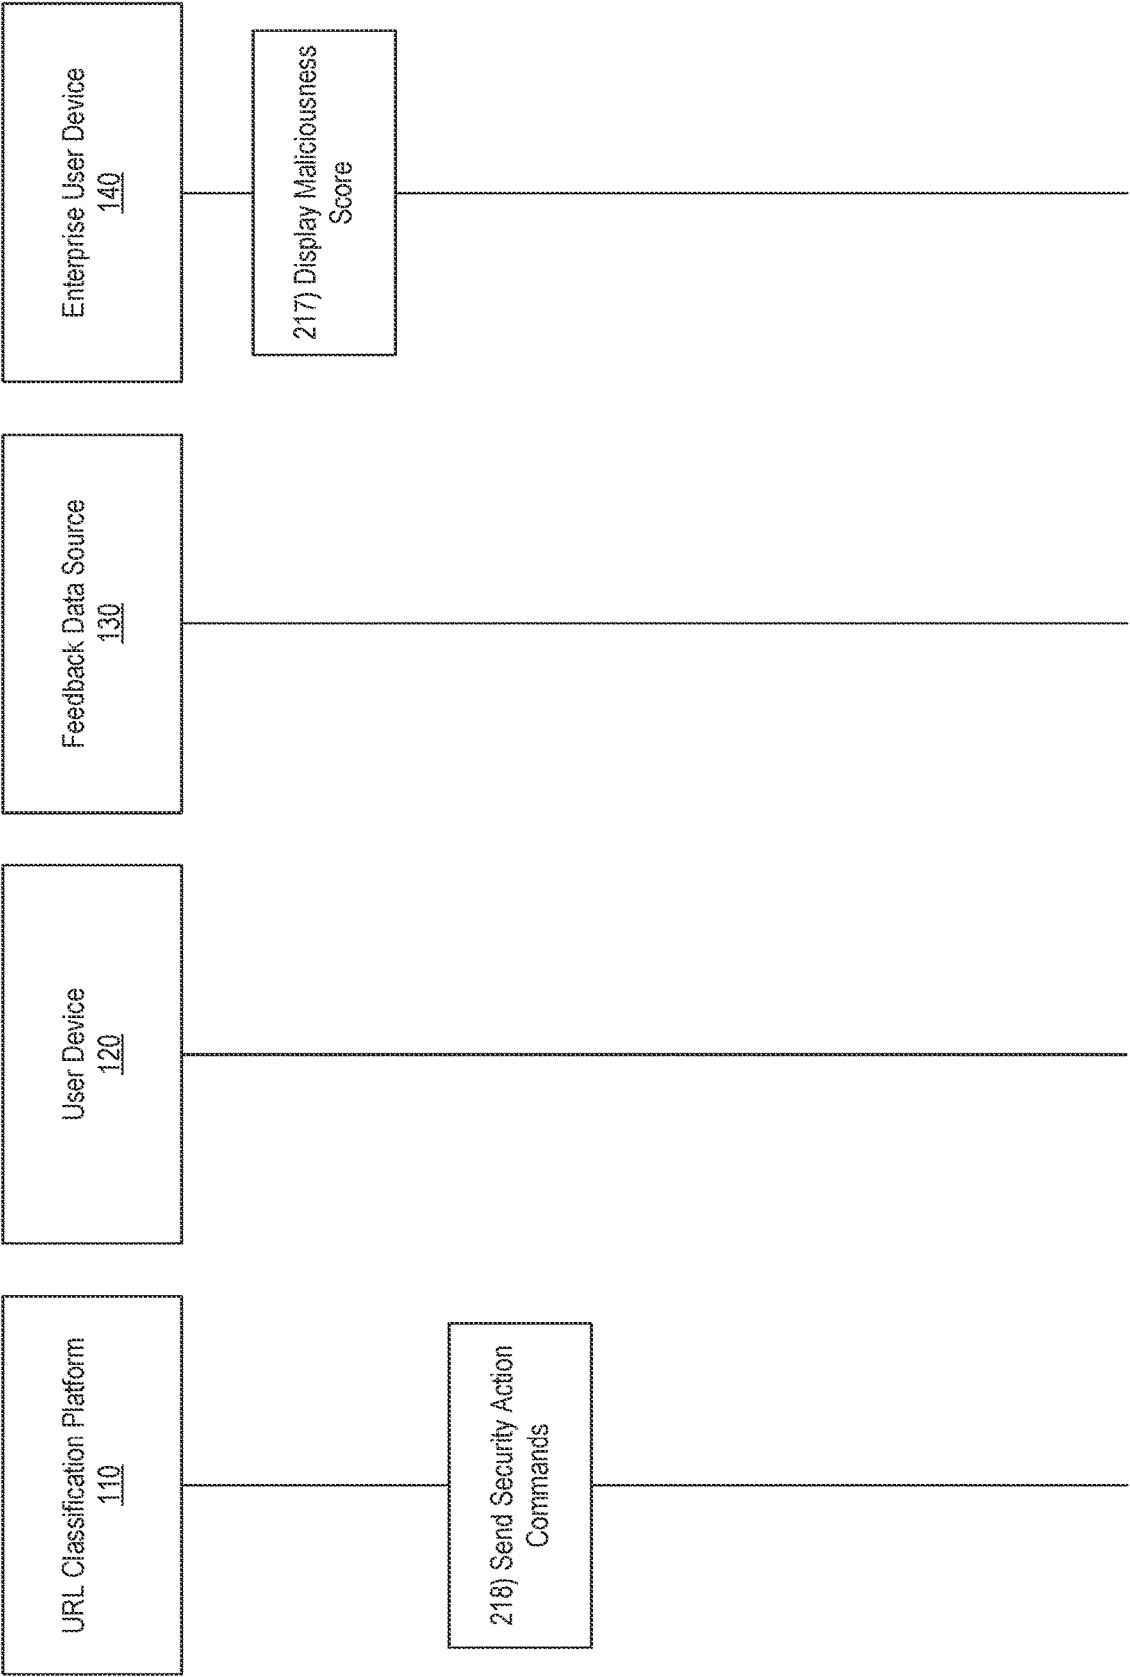 URL Classification Platform
110
User Device
120
Feedback Data Source
130
Enterprise User Device
140
217) Display Maliciousness
Score
218) Send Security Action
Commands